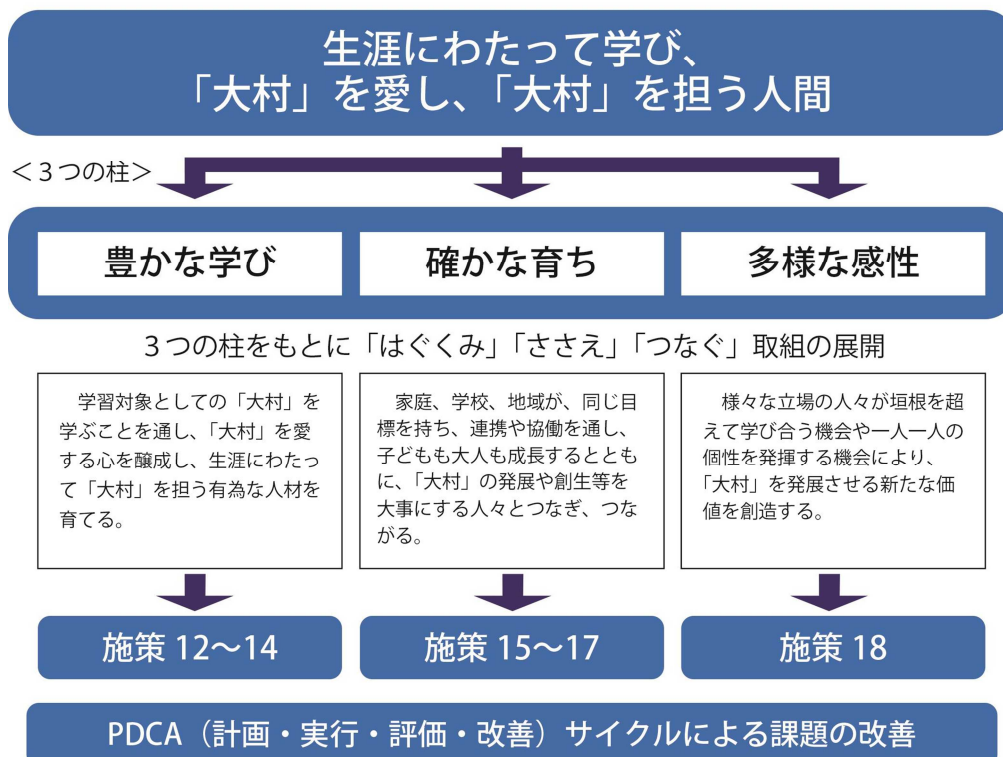 生涯にわたって学び、
「大村」を愛し、「大村」を担う人間
＜３つの柱＞
豊かな学び
確かな育ち
多様な感性
３つの柱をもとに「はぐくみ」「ささえ」「つなぐ」取組の展開
学習対象としての「大村」を
学ぶことを通し、「大村」を愛
する心を醸成し、生涯にわたっ
て「大村」を担う有為な人材を
育てる。
家庭、学校、地域が、同じ目
標を持ち、連携や協働を通し、
子どもも大人も成長するととも
に、「大村」の発展や創生等を
大事にする人々とつなぎ、つな
がる。
様々な立場の人々が垣根を超
えて学び合う機会や一人一人の
個性を発揮する機会により、
「大村」を発展させる新たな価
値を創造する。
施策 12～14
施策 15～17
施策 18
PDCA（計画・実行・評価・改善）サイクルによる課題の改善